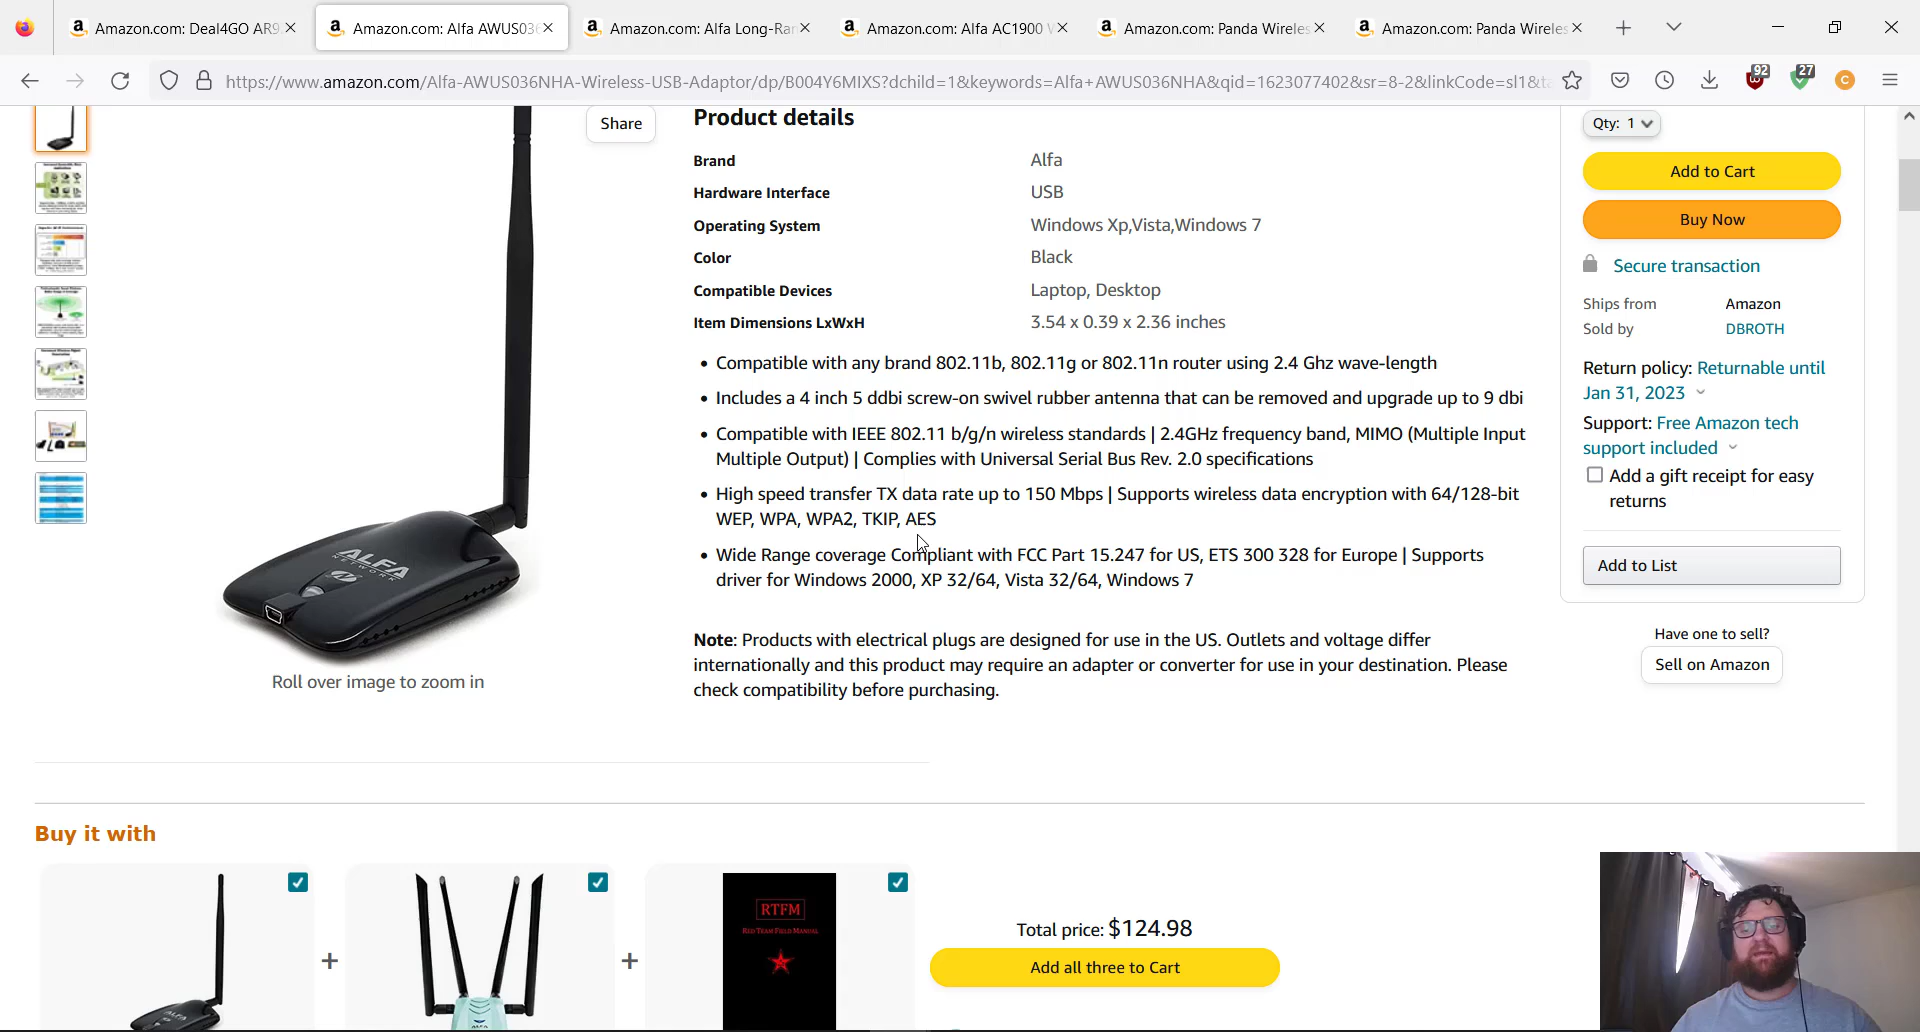 Amazon.com: Deal4GO AR9
Amazon.com: Alfa AWUS036
Amazon.com: Alfa Long-Ran
Amazon.com: Alfa AC1900 W
Amazon.com: Panda Wireles
Amazon.com: Panda Wireles
https://www.amazon.com/Alfa-AWUS036NHA-Wireless-USB-Adaptor/dp/B004Y6MIXS?dchild=1&keywords=Alfa+AWUS036NHA&qid=1623077402&sr=8-2&linkCode=sl1&ta
92
27
C
Share
ALFA
NETWORK
Roll over image to zoom in
Product details
Brand Alfa
Hardware Interface USB
Operating System Windows Xp,Vista,Windows 7
Color Black
Compatible Devices Laptop, Desktop
Item Dimensions LxWxH 3.54 x 0.39 x 2.36 inches
• Compatible with any brand 802.11b, 802.11g or 802.11n router using 2.4 Ghz wave-length
• Includes a 4 inch 5 ddbi screw-on swivel rubber antenna that can be removed and upgrade up to 9 dbi
• Compatible with IEEE 802.11 b/g/n wireless standards | 2.4GHz frequency band, MIMO (Multiple Input
Multiple Output) | Complies with Universal Serial Bus Rev. 2.0 specifications
• High speed transfer TX data rate up to 150 Mbps | Supports wireless data encryption with 64/128-bit
WEP, WPA, WPA2, TKIP, AES
• Wide Range coverage Compliant with FCC Part 15.247 for US, ETS 300 328 for Europe | Supports
driver for Windows 2000, XP 32/64, Vista 32/64, Windows 7
Note: Products with electrical plugs are designed for use in the US. Outlets and voltage differ
internationally and this product may require an adapter or converter for use in your destination. Please
check compatibility before purchasing.
Qty: 1
Add to Cart
Buy Now
Secure transaction
Ships from Amazon
Sold by DBROTH
Return policy: Returnable until
Jan 31, 2023
Support: Free Amazon tech
support included
Add a gift receipt for easy
returns
Add to List
Have one to sell?
Sell on Amazon
Buy it with
+
+
ALFA
RTFM
RED TEAM FIELD MANUAL
Total price: $124.98
Add all three to Cart